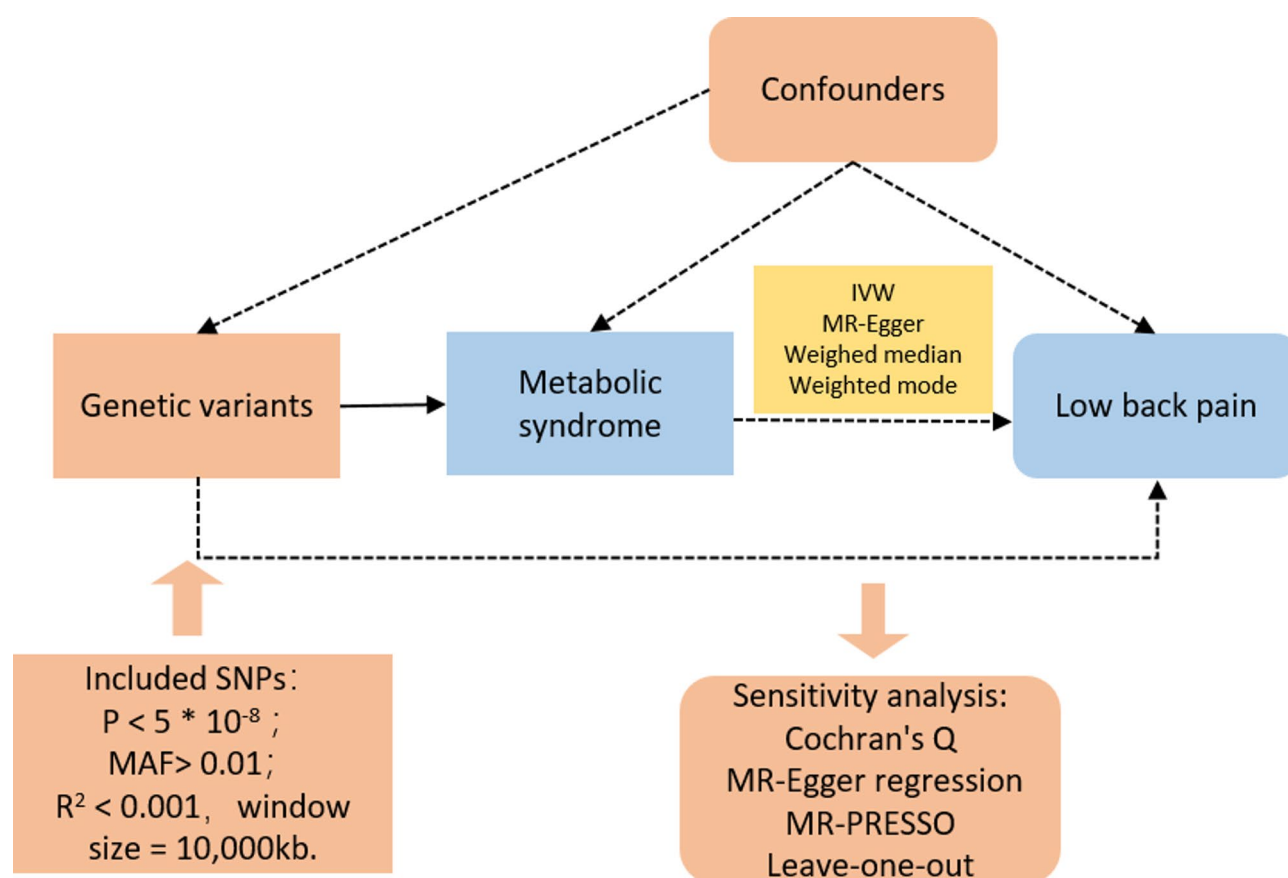 Confounders
IVW
MR-Egger
Weighed median
Weighted mode
Genetic variants
Metabolic
syndrome
Low back pain
Included SNPs：
P < 5 * 10⁻⁸；
MAF> 0.01；
R² < 0.001， window
size = 10,000kb.
Sensitivity analysis:
Cochran's Q
MR-Egger regression
MR-PRESSO
Leave-one-out